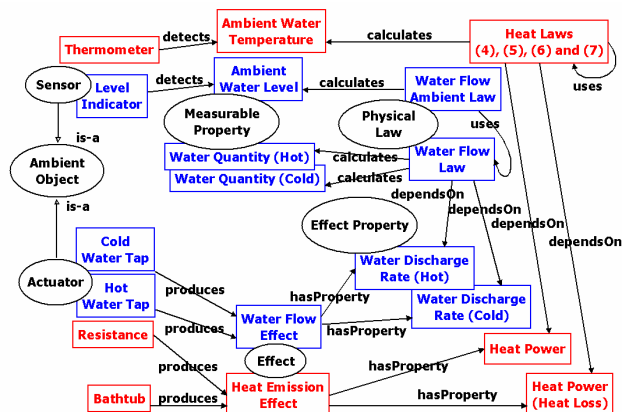 Ambient Water
Temperature
Heat Laws
(4), (5), (6) and (7)
Thermometer
detects
calculates
Sensor
Level
Indicator
detects
Ambient
Water Level
calculates
Water Flow
Ambient Law
uses
Measurable
Property
Physical
Law
uses
is-a
Ambient
Object
Water Quantity (Hot)
calculates
Water Flow
Law
Water Quantity (Cold)
calculates
is-a
dependsOn
dependsOn
dependsOn
dependsOn
Effect Property
Cold
Water Tap
Water Discharge
Rate (Hot)
Actuator
Hot
Water Tap
produces
hasProperty
Water Discharge
Rate (Cold)
Water Flow
Effect
produces
hasProperty
Resistance
Heat Power
Effect
hasProperty
produces
Bathtub
produces
Heat Emission
Effect
hasProperty
Heat Power
(Heat Loss)